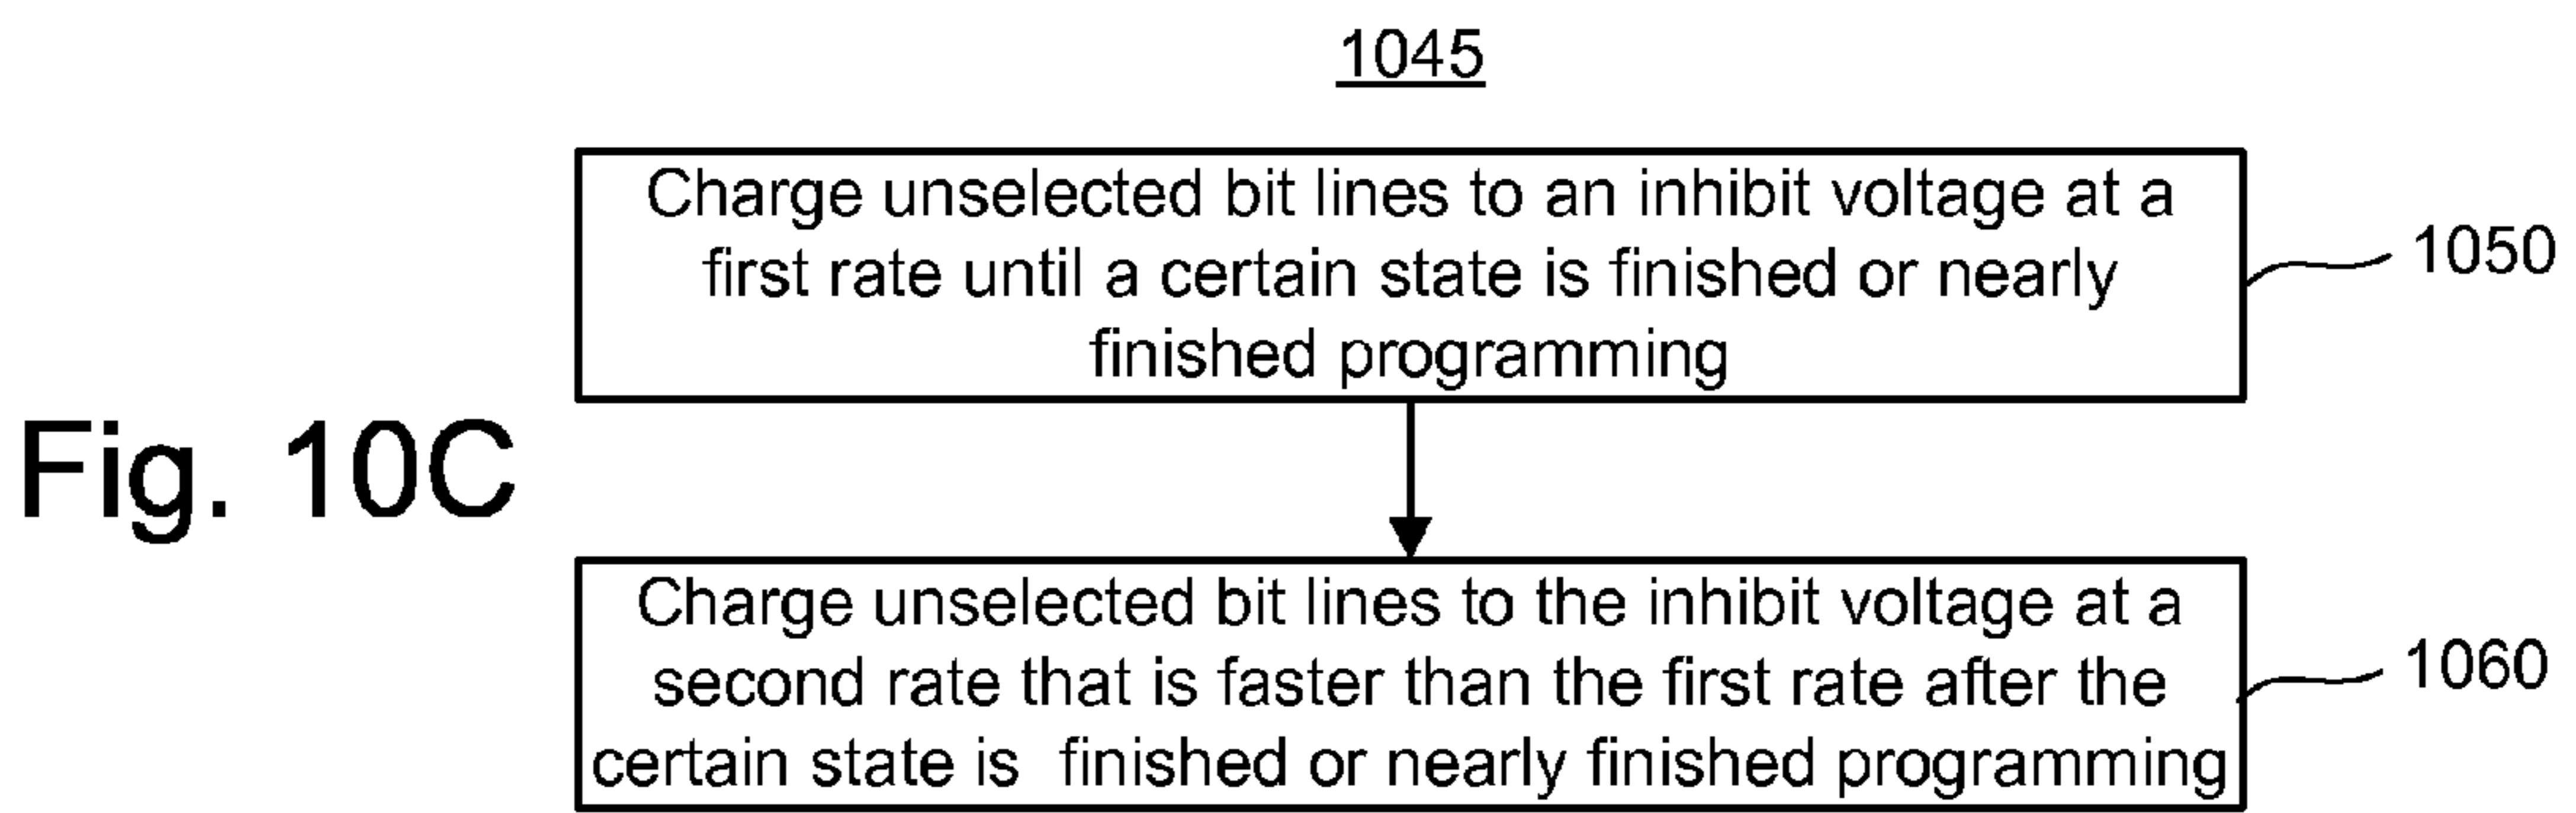 1045
Charge unselected bit lines to an inhibit voltage at a
first rate until a certain state is finished or nearly
finished programming
1050
Fig. 10C
Charge unselected bit lines to the inhibit voltage at a
second rate that is faster than the first rate after the
certain state is finished or nearly finished programming
1060